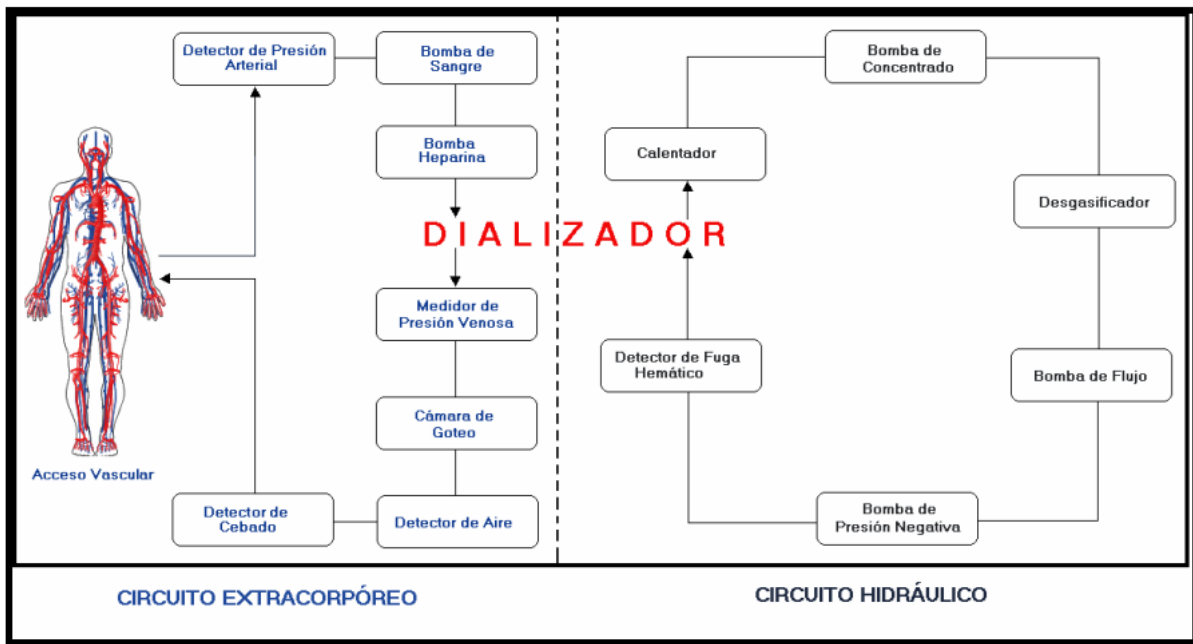 Detector de Presión
Arterial
Bomba de
Sangre
Bomba
Heparina
DIALIZADOR
Medidor de
Presión Venosa
Cámara de
Goteo
Detector de Aire
Detector de
Cebado
Acceso Vascular
Bomba de
Concentrado
Calentador
Desgasificador
Detector de Fuga
Hemático
Bomba de Flujo
Bomba de
Presión Negativa
CIRCUITO EXTRACORPÓREO
CIRCUITO HIDRÁULICO